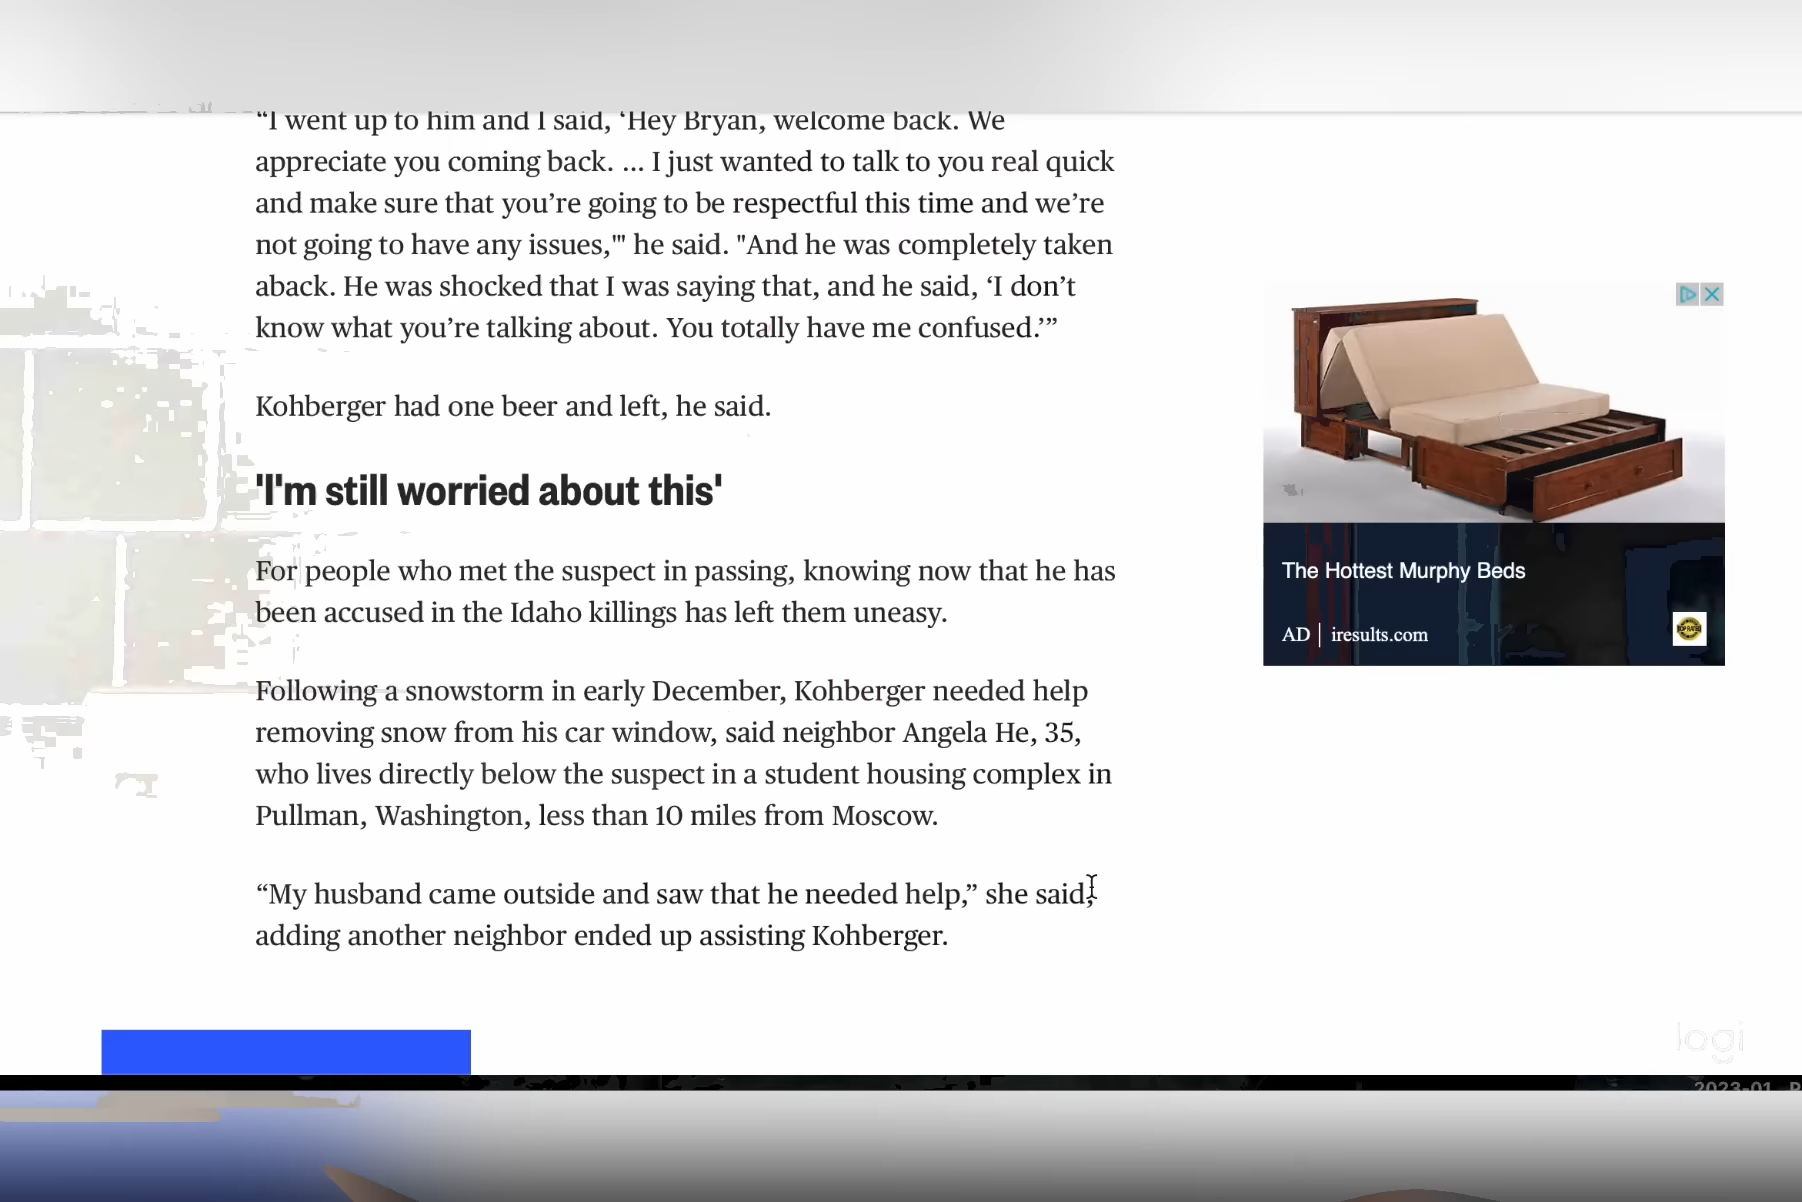 “I went up to him and I said, ‘Hey Bryan, welcome back. We
appreciate you coming back. ... I just wanted to talk to you real quick
and make sure that you’re going to be respectful this time and we’re
not going to have any issues,'" he said. "And he was completely taken
aback. He was shocked that I was saying that, and he said, ‘I don’t
know what you’re talking about. You totally have me confused.’”
Kohberger had one beer and left, he said.
'I'm still worried about this'
For people who met the suspect in passing, knowing now that he has
been accused in the Idaho killings has left them uneasy.
Following a snowstorm in early December, Kohberger needed help
removing snow from his car window, said neighbor Angela He, 35,
who lives directly below the suspect in a student housing complex in
Pullman, Washington, less than 10 miles from Moscow.
“My husband came outside and saw that he needed help,” she said,
adding another neighbor ended up assisting Kohberger.
The Hottest Murphy Beds
AD | iresults.com
TOP RATED
logi
2023-01